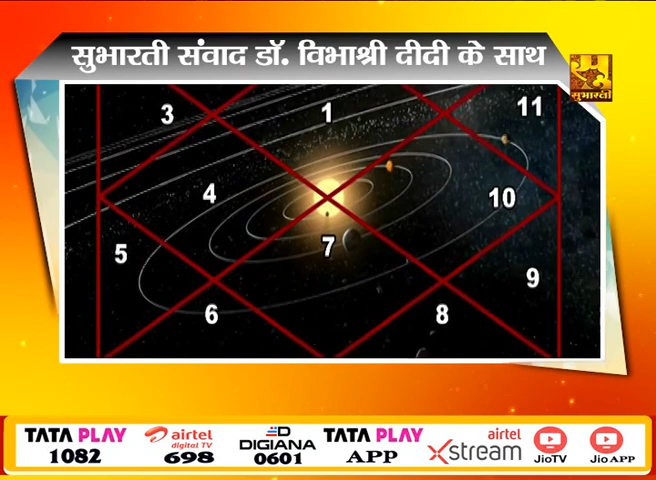 सुभारती संवाद डॉ. विभाश्री दीदी के साथ
सुभारती
3 1 11
4 10
5 7 9
6 8
TATA PLAY 1082
airtel digital TV 698
DIGIANA 0601
TATA PLAY APP
airtel Xstream
JioTV
Jio APP